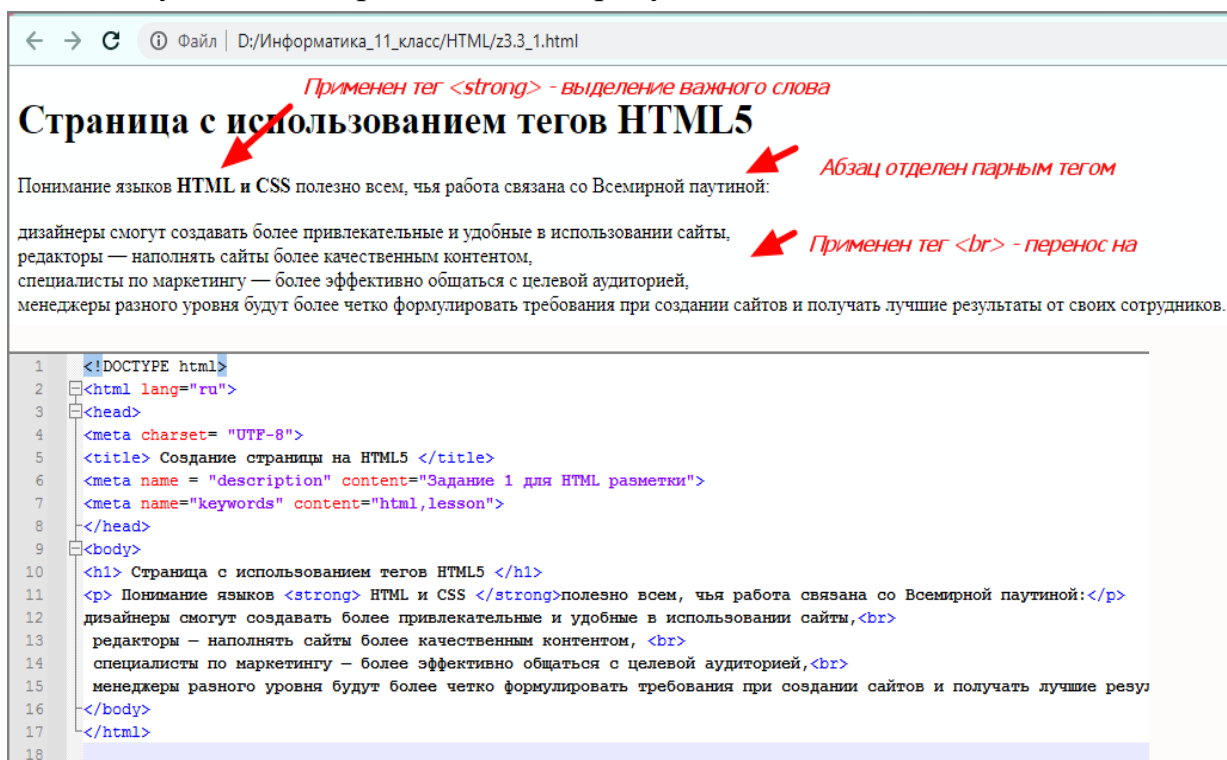 Файл | D:/Информатика_11_класс/HTML/z3.3_1.html
Применен тег <strong> - выделение важного слова
Страница с использованием тегов HTML5
Абзац отделен парным тегом
Понимание языков HTML и CSS полезно всем, чья работа связана со Всемирной паутиной:
дизайнеры смогут создавать более привлекательные и удобные в использовании сайты,
Применен тег <br> - перенос на
редакторы — наполнять сайты более качественным контентом,
специалисты по маркетингу — более эффективно общаться с целевой аудиторией,
менеджеры разного уровня будут более четко формулировать требования при создании сайтов и получать лучшие результаты от своих сотрудников.
1 <!DOCTYPE html>
2 <html lang="ru">
3 <head>
4 <meta charset= "UTF-8">
5 <title> Создание страницы на HTML5 </title>
6 <meta name = "description" content="Задание 1 для HTML разметки">
7 <meta name="keywords" content="html,lesson">
8 </head>
9 <body>
10 <h1> Страница с использованием тегов HTML5 </h1>
11 <p> Понимание языков <strong> HTML и CSS </strong>полезно всем, чья работа связана со Всемирной паутиной:</p>
12 дизайнеры смогут создавать более привлекательные и удобные в использовании сайты,<br>
13 редакторы — наполнять сайты более качественным контентом, <br>
14 специалисты по маркетингу — более эффективно общаться с целевой аудиторией,<br>
15 менеджеры разного уровня будут более четко формулировать требования при создании сайтов и получать лучшие резул
16 </body>
17 </html>
18